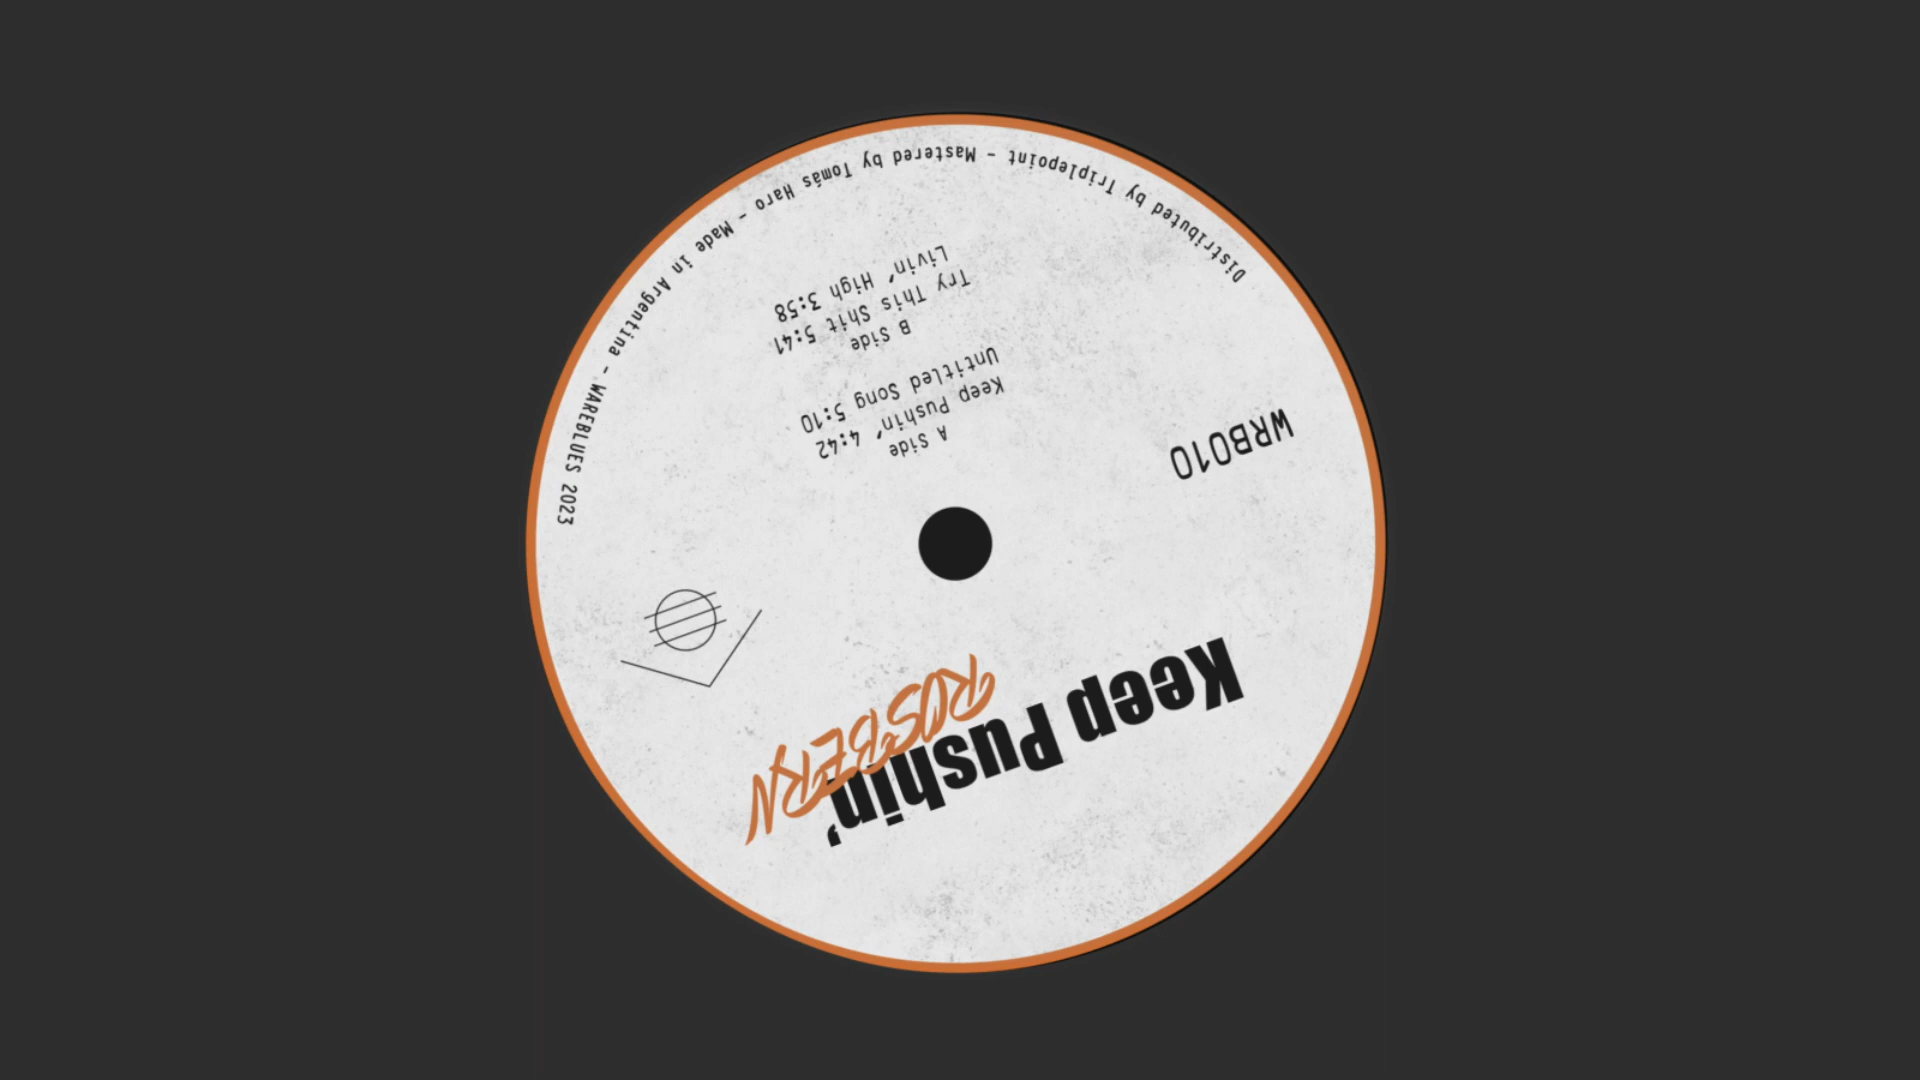 Keep Pushin'
ROSBERN
WRB010
A Side
Keep Pushin' 4:42
Untitled Song 5:10
B Side
Try This Shit 5:41
Livin' High 3:58
Distributed by Triplepoint - Mastered by Tomás Haro - Made in Argentina - WAREBLUES 2023